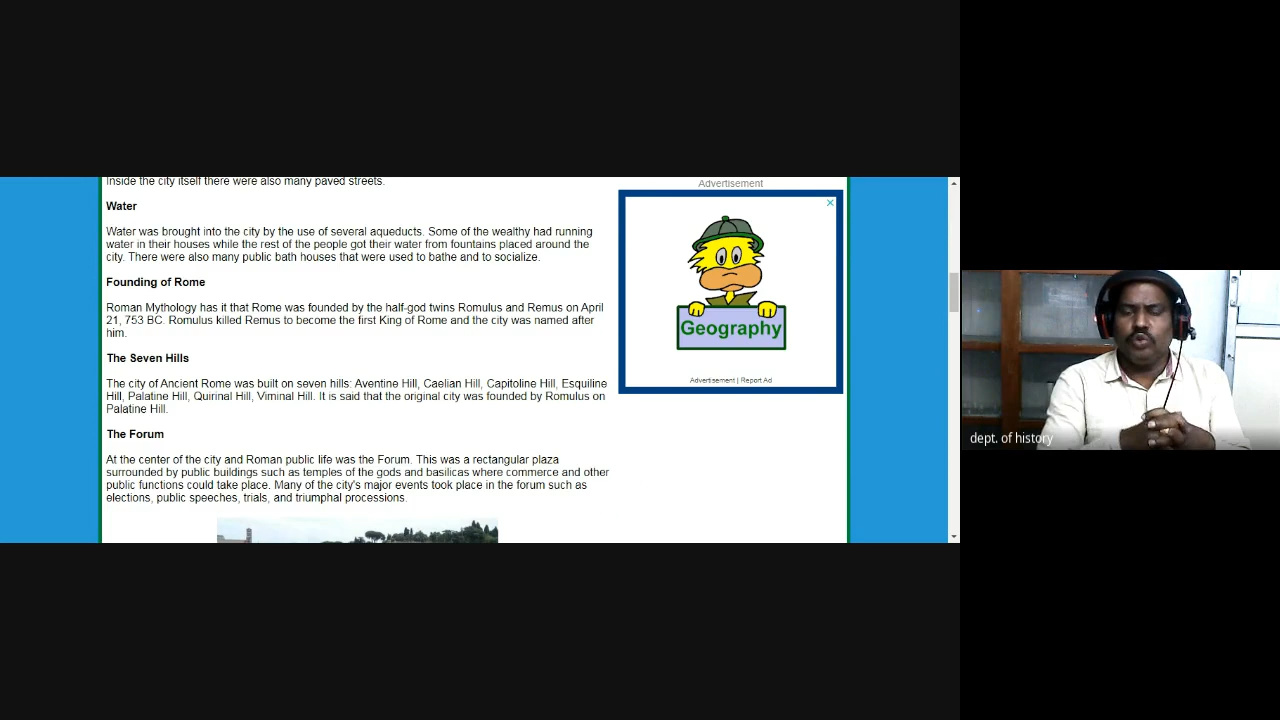 Inside the city itself there were also many paved streets.
Water
Water was brought into the city by the use of several aqueducts. Some of the wealthy had running
water in their houses while the rest of the people got their water from fountains placed around the
city. There were also many public bath houses that were used to bathe and to socialize.
Founding of Rome
Roman Mythology has it that Rome was founded by the half-god twins Romulus and Remus on April
21, 753 BC. Romulus killed Remus to become the first King of Rome and the city was named after
him.
The Seven Hills
The city of Ancient Rome was built on seven hills: Aventine Hill, Caelian Hill, Capitoline Hill, Esquiline
Hill, Palatine Hill, Quirinal Hill, Viminal Hill. It is said that the original city was founded by Romulus on
Palatine Hill.
The Forum
At the center of the city and Roman public life was the Forum. This was a rectangular plaza
surrounded by public buildings such as temples of the gods and basilicas where commerce and other
public functions could take place. Many of the city's major events took place in the forum such as
elections, public speeches, trials, and triumphal processions.
Advertisement
Geography
Advertisement | Report Ad
dept. of history